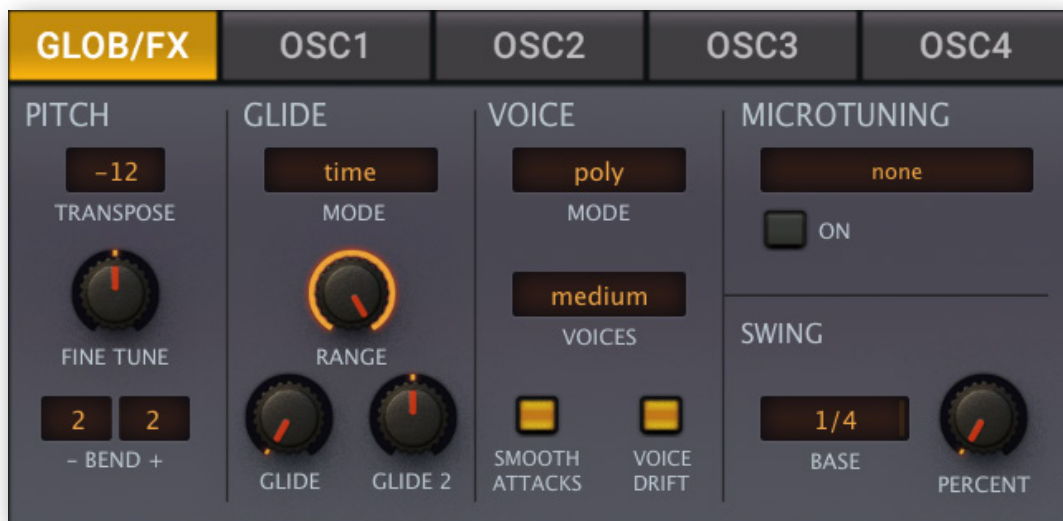 GLOB/FX
OSC1
OSC2
OSC3
OSC4
PITCH
-12
TRANSPOSE
FINE TUNE
2 2
- BEND +
GLIDE
time
MODE
RANGE
GLIDE
GLIDE 2
VOICE
poly
MODE
medium
VOICES
SMOOTH
ATTACKS
VOICE
DRIFT
MICROTUNING
none
ON
SWING
1/4
BASE
PERCENT